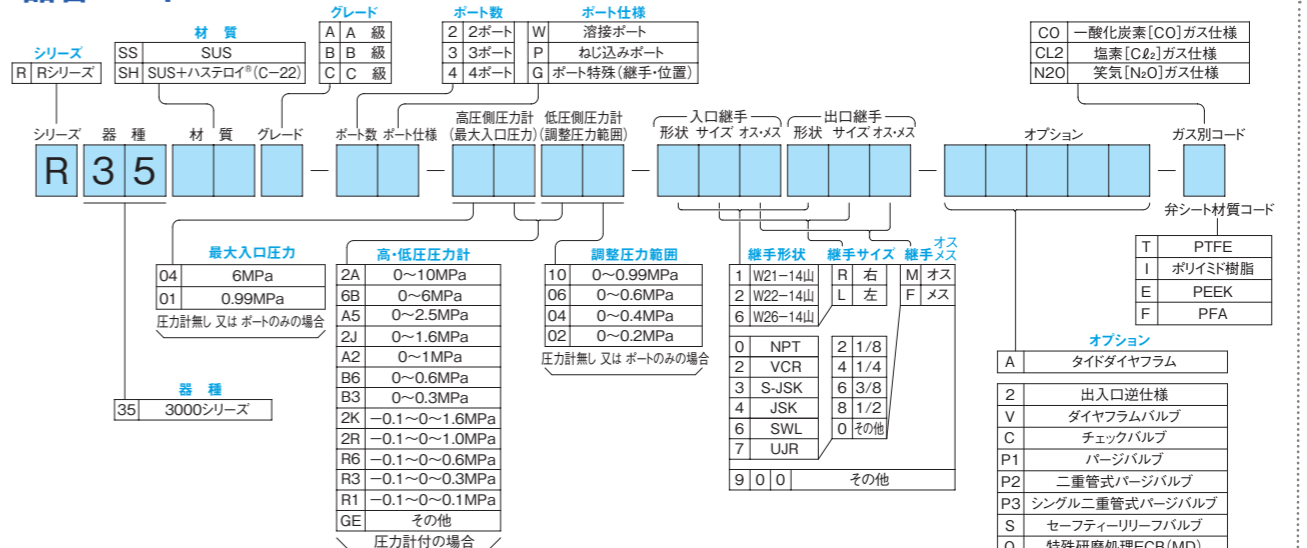 シリーズ
R Rシリーズ
材 質
SS SUS
SH SUS+ハステロイ®(C-22)
グレード
A A 級
B B 級
C C 級
ポート数
2 2ポート
3 3ポート
4 4ポート
ポート仕様
W 溶接ポート
P ねじ込みポート
G ポート特殊(継手・位置)
CO 一酸化炭素[CO]ガス仕様
CL2 塩素[Cℓ₂]ガス仕様
N2O 笑気[N₂O]ガス仕様
シリーズ 器 種 材 質 グレード ポート数 ポート仕様
高圧側圧力計
(最大入口圧力)
低圧側圧力計
(調整圧力範囲)
入口継手
形状 サイズ オス・メス
出口継手
形状 サイズ オス・メス
オプション
ガス別コード
R 3 5 — — — — —
弁シート材質コード
T PTFE
I ポリイミド樹脂
E PEEK
F PFA
最大入口圧力
04 6MPa
01 0.99MPa
圧力計無し 又は ポートのみの場合
器 種
35 3000シリーズ
高・低圧圧力計
2A 0~10MPa
6B 0~6MPa
A5 0~2.5MPa
2J 0~1.6MPa
A2 0~1MPa
B6 0~0.6MPa
B3 0~0.3MPa
2K −0.1~0~1.6MPa
2R −0.1~0~1.0MPa
R6 −0.1~0~0.6MPa
R3 −0.1~0~0.3MPa
R1 −0.1~0~0.1MPa
GE その他
圧力計付の場合
調整圧力範囲
10 0~0.99MPa
06 0~0.6MPa
04 0~0.4MPa
02 0~0.2MPa
圧力計無し 又は ポートのみの場合
継手形状
1 W21−14山
2 W22−14山
6 W26−14山
0 NPT
2 VCR
3 S-JSK
4 JSK
6 SWL
7 UJR
9 0 0 その他
継手サイズ
R 右
L 左
2 1/8
4 1/4
6 3/8
8 1/2
0 その他
継手オスメス
M オス
F メス
オプション
A タイドダイヤフラム
2 出入口逆仕様
V ダイヤフラムバルブ
C チェックバルブ
P1 パージバルブ
P2 二重管式パージバルブ
P3 シングル二重管式パージバルブ
S セーフティーリリーフバルブ